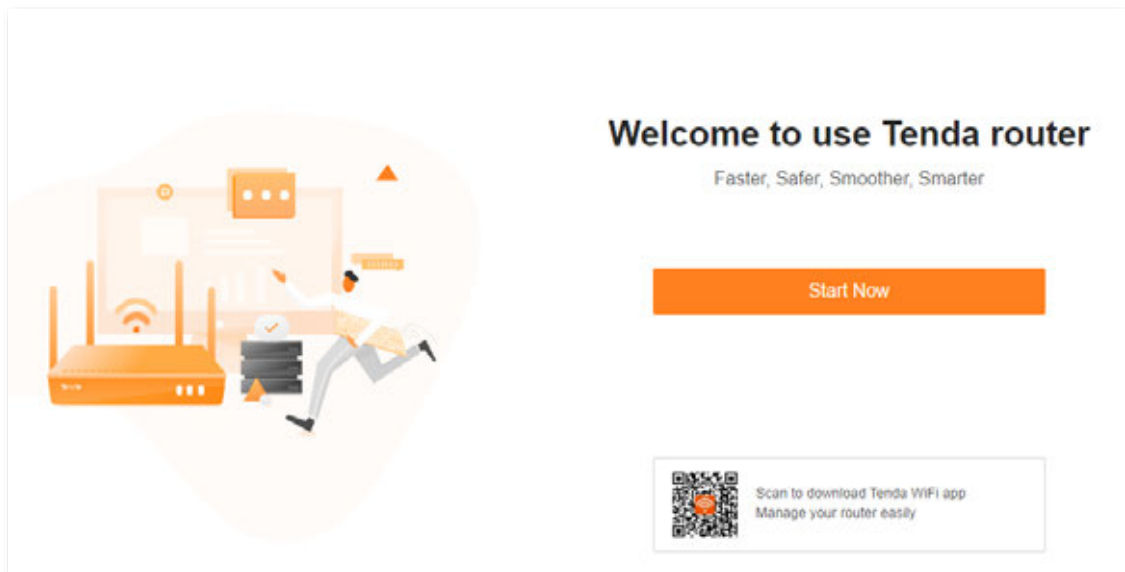 Welcome to use Tenda router
Faster, Safer, Smoother, Smarter
Start Now
Scan to download Tenda WiFi app
Manage your router easily